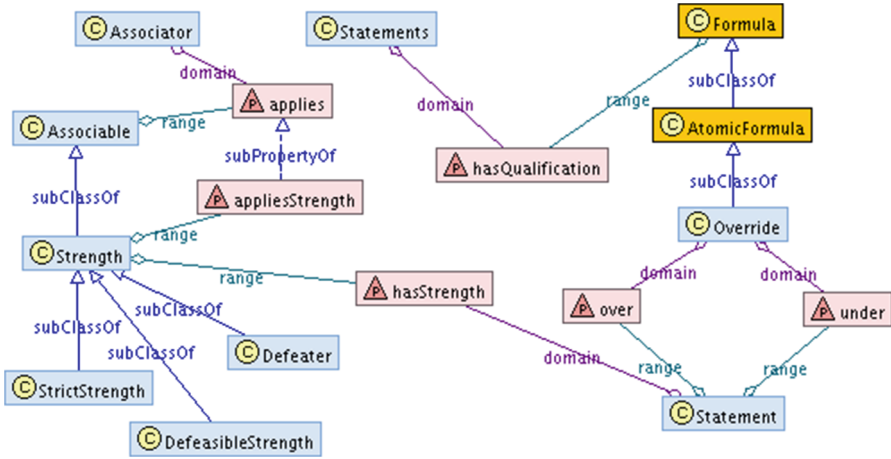 C Associator
C Statements
C Formula
domain
subClassOf
P applies
domain
range
C Associable
range
C AtomicFormula
subPropertyOf
P hasQualification
subClassOf
subClassOf
P appliesStrength
C Override
range
C Strength
range
domain
domain
P hasStrength
P over
P under
subClassOf
subClassOf
subClassOf
C Defeater
domain
range
range
C StrictStrength
C Statement
C DefeasibleStrength